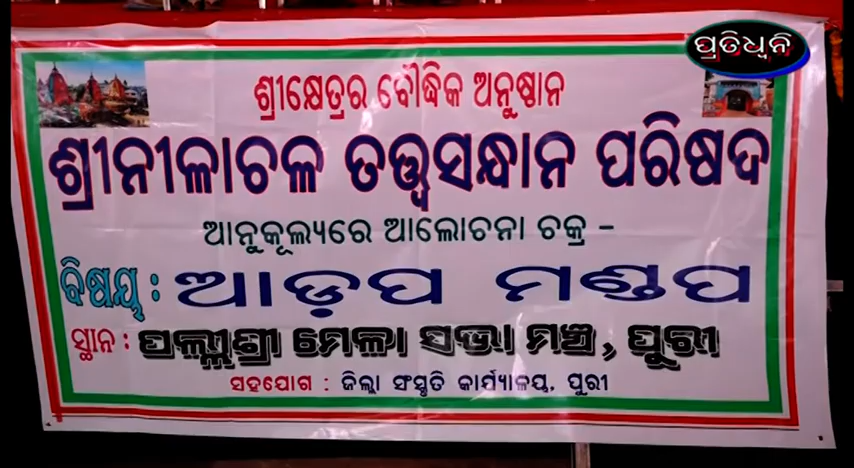 ପ୍ରତିଧ୍ୱନି
ଶ୍ରୀକ୍ଷେତ୍ରର ବୌଦ୍ଧିକ ଅନୁଷ୍ଠାନ
ଶ୍ରୀନୀଳାଚଳ ତତ୍ତ୍ୱସନ୍ଧାନ ପରିଷଦ
ଆନୁକୂଲ୍ୟରେ ଆଲୋଚନା ଚକ୍ର -
ବିଷୟ : ଆଡ଼ପ ମଣ୍ଡପ
ସ୍ଥାନ : ପଲ୍ଲୀଶ୍ରୀ ମେଳା ସଭା ମଞ୍ଚ, ପୁରୀ
ସହଯୋଗ : ଜିଲ୍ଲା ସଂସ୍କୃତି କାର୍ଯ୍ୟାଳୟ, ପୁରୀ